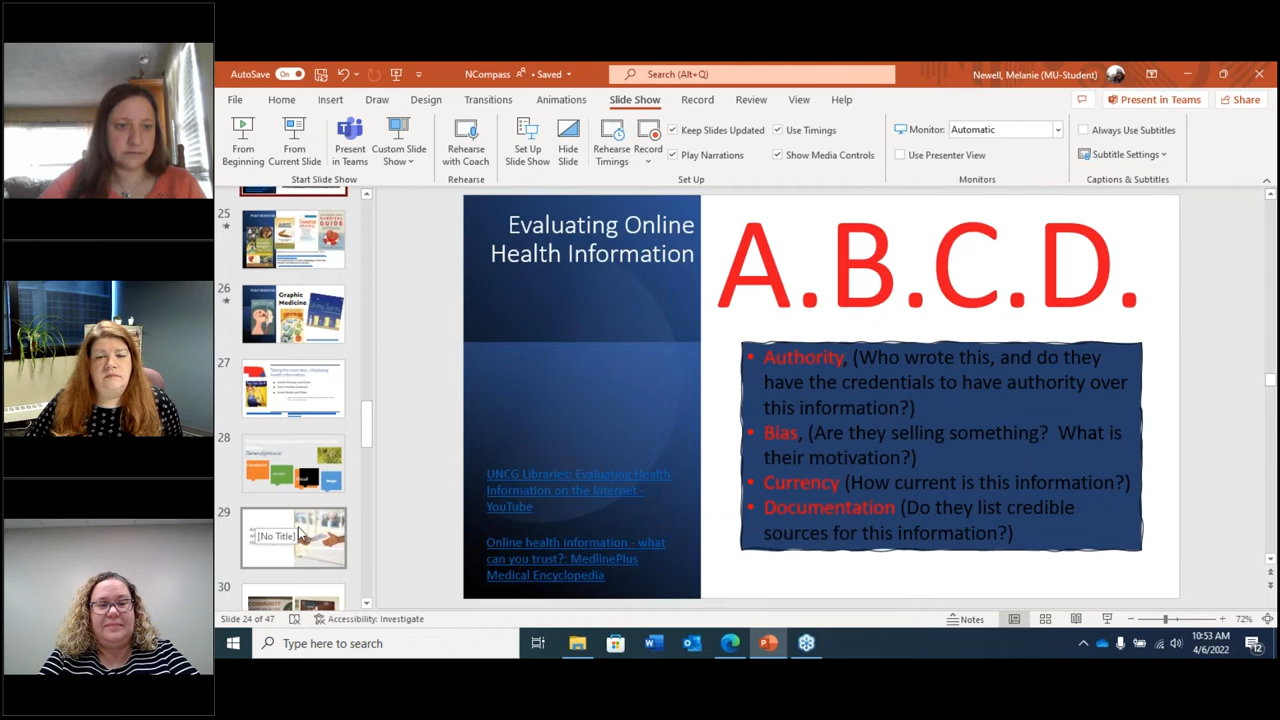 AutoSave On NCompass • Saved Search (Alt+Q) Newell, Melanie (MU-Student)
File Home Insert Draw Design Transitions Animations Slide Show Record Review View Help Present in Teams Share
From Beginning
From Current Slide
Present in Teams
Custom Slide Show
Start Slide Show
Rehearse with Coach
Rehearse
Set Up Slide Show
Hide Slide
Rehearse Timings
Record
Keep Slides Updated
Play Narrations
Use Timings
Show Media Controls
Set Up
Monitor: Automatic
Use Presenter View
Monitors
Always Use Subtitles
Subtitle Settings
Captions & Subtitles
25
26
Graphic
Medicine
27
28
29
[No Title]
30
Evaluating Online
Health Information
UNCG Libraries: Evaluating Health
Information on the Internet -
YouTube
Online health information - what
can you trust?: MedlinePlus
Medical Encyclopedia
A.B.C.D.
• Authority, (Who wrote this, and do they
have the credentials to have authority over
this information?)
• Bias, (Are they selling something? What is
their motivation?)
• Currency (How current is this information?)
• Documentation (Do they list credible
sources for this information?)
Slide 24 of 47 Accessibility: Investigate Notes 72%
Type here to search
10:53 AM
4/6/2022
12